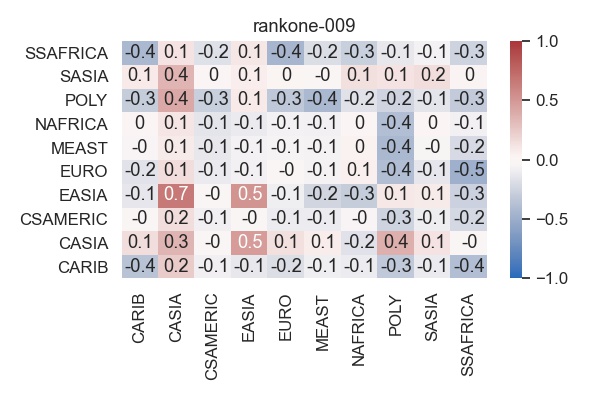 rankone-009
SSAFRICA -0.4 0.1 -0.2 0.1 -0.4 -0.2 -0.3 -0.1 -0.1 -0.3
SASIA 0.1 0.4 0 0.1 0 -0 0.1 0.1 0.2 0
POLY -0.3 0.4 -0.3 0.1 -0.3 -0.4 -0.2 -0.2 -0.1 -0.3
NAFRICA 0 0.1 -0.1 -0.1 -0.1 -0.1 0 -0.4 0 -0.1
MEAST -0 0.1 -0.1 -0.1 -0.1 -0.1 0 -0.4 -0 -0.2
EURO -0.2 0.1 -0.1 -0.1 -0 -0.1 0.1 -0.4 -0.1 -0.5
EASIA -0.1 0.7 -0 0.5 -0.1 -0.2 -0.3 0.1 0.1 -0.3
CSAMERIC -0 0.2 -0.1 -0 -0.1 -0.1 -0 -0.3 -0.1 -0.2
CASIA 0.1 0.3 -0 0.5 0.1 0.1 -0.2 0.4 0.1 -0
CARIB -0.4 0.2 -0.1 -0.1 -0.2 -0.1 -0.1 -0.3 -0.1 -0.4
CARIB CASIA CSAMERIC EASIA EURO MEAST NAFRICA POLY SASIA SSAFRICA
1.0
0.5
0.0
−0.5
−1.0